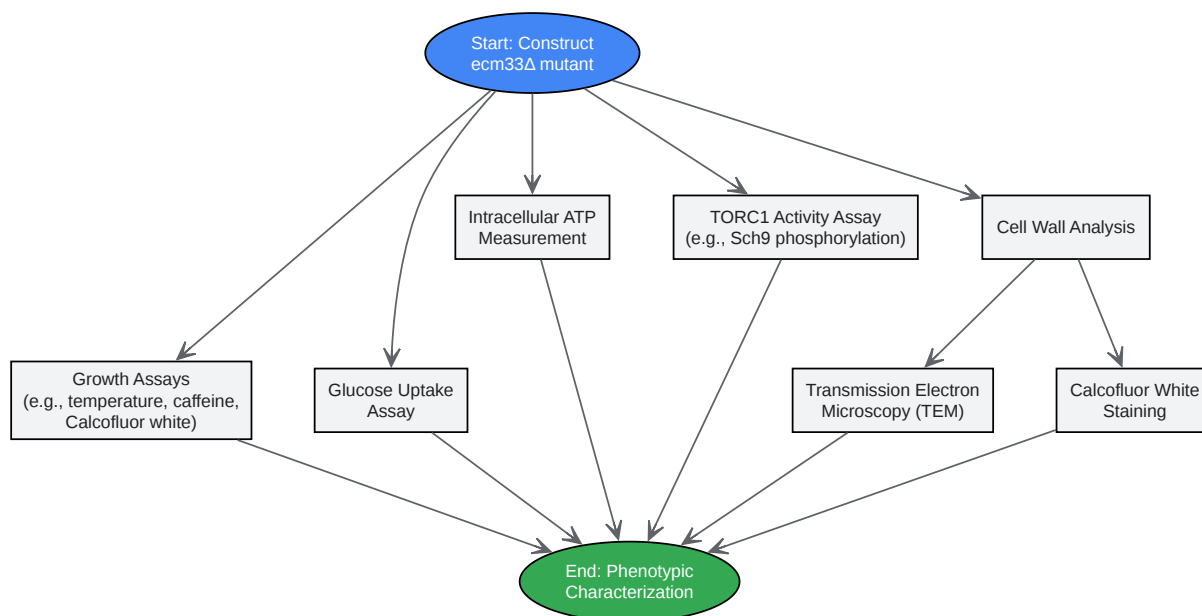 Start: Construct
ecm33Δ mutant
Intracellular ATP
Measurement
TORC1 Activity Assay
(e.g., Sch9 phosphorylation)
Cell Wall Analysis
Growth Assays
(e.g., temperature, caffeine,
Calcofluor white)
Glucose Uptake
Assay
Transmission Electron
Microscopy (TEM)
Calcofluor White
Staining
End: Phenotypic
Characterization